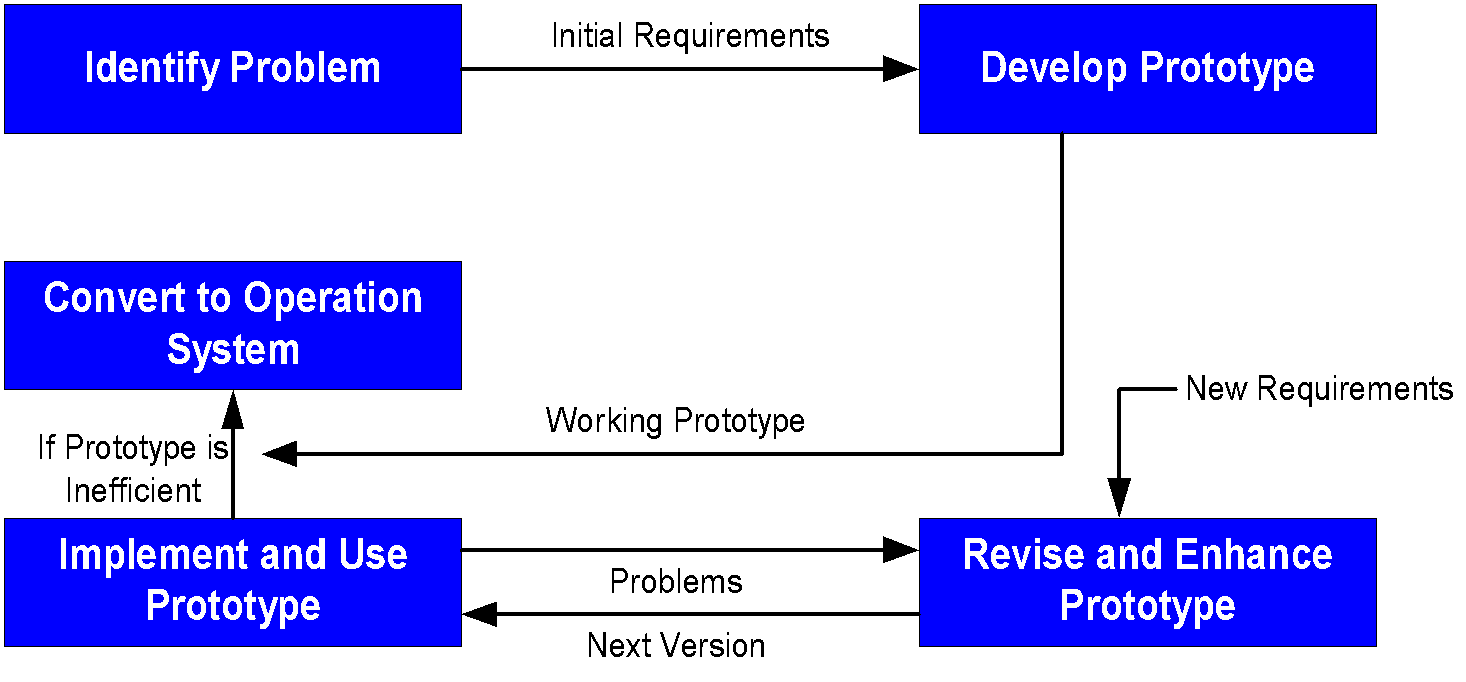 Identify Problem
Initial Requirements
Develop Prototype
Convert to Operation
System
New Requirements
Working Prototype
If Prototype is
Inefficient
Implement and Use
Prototype
Problems
Next Version
Revise and Enhance
Prototype